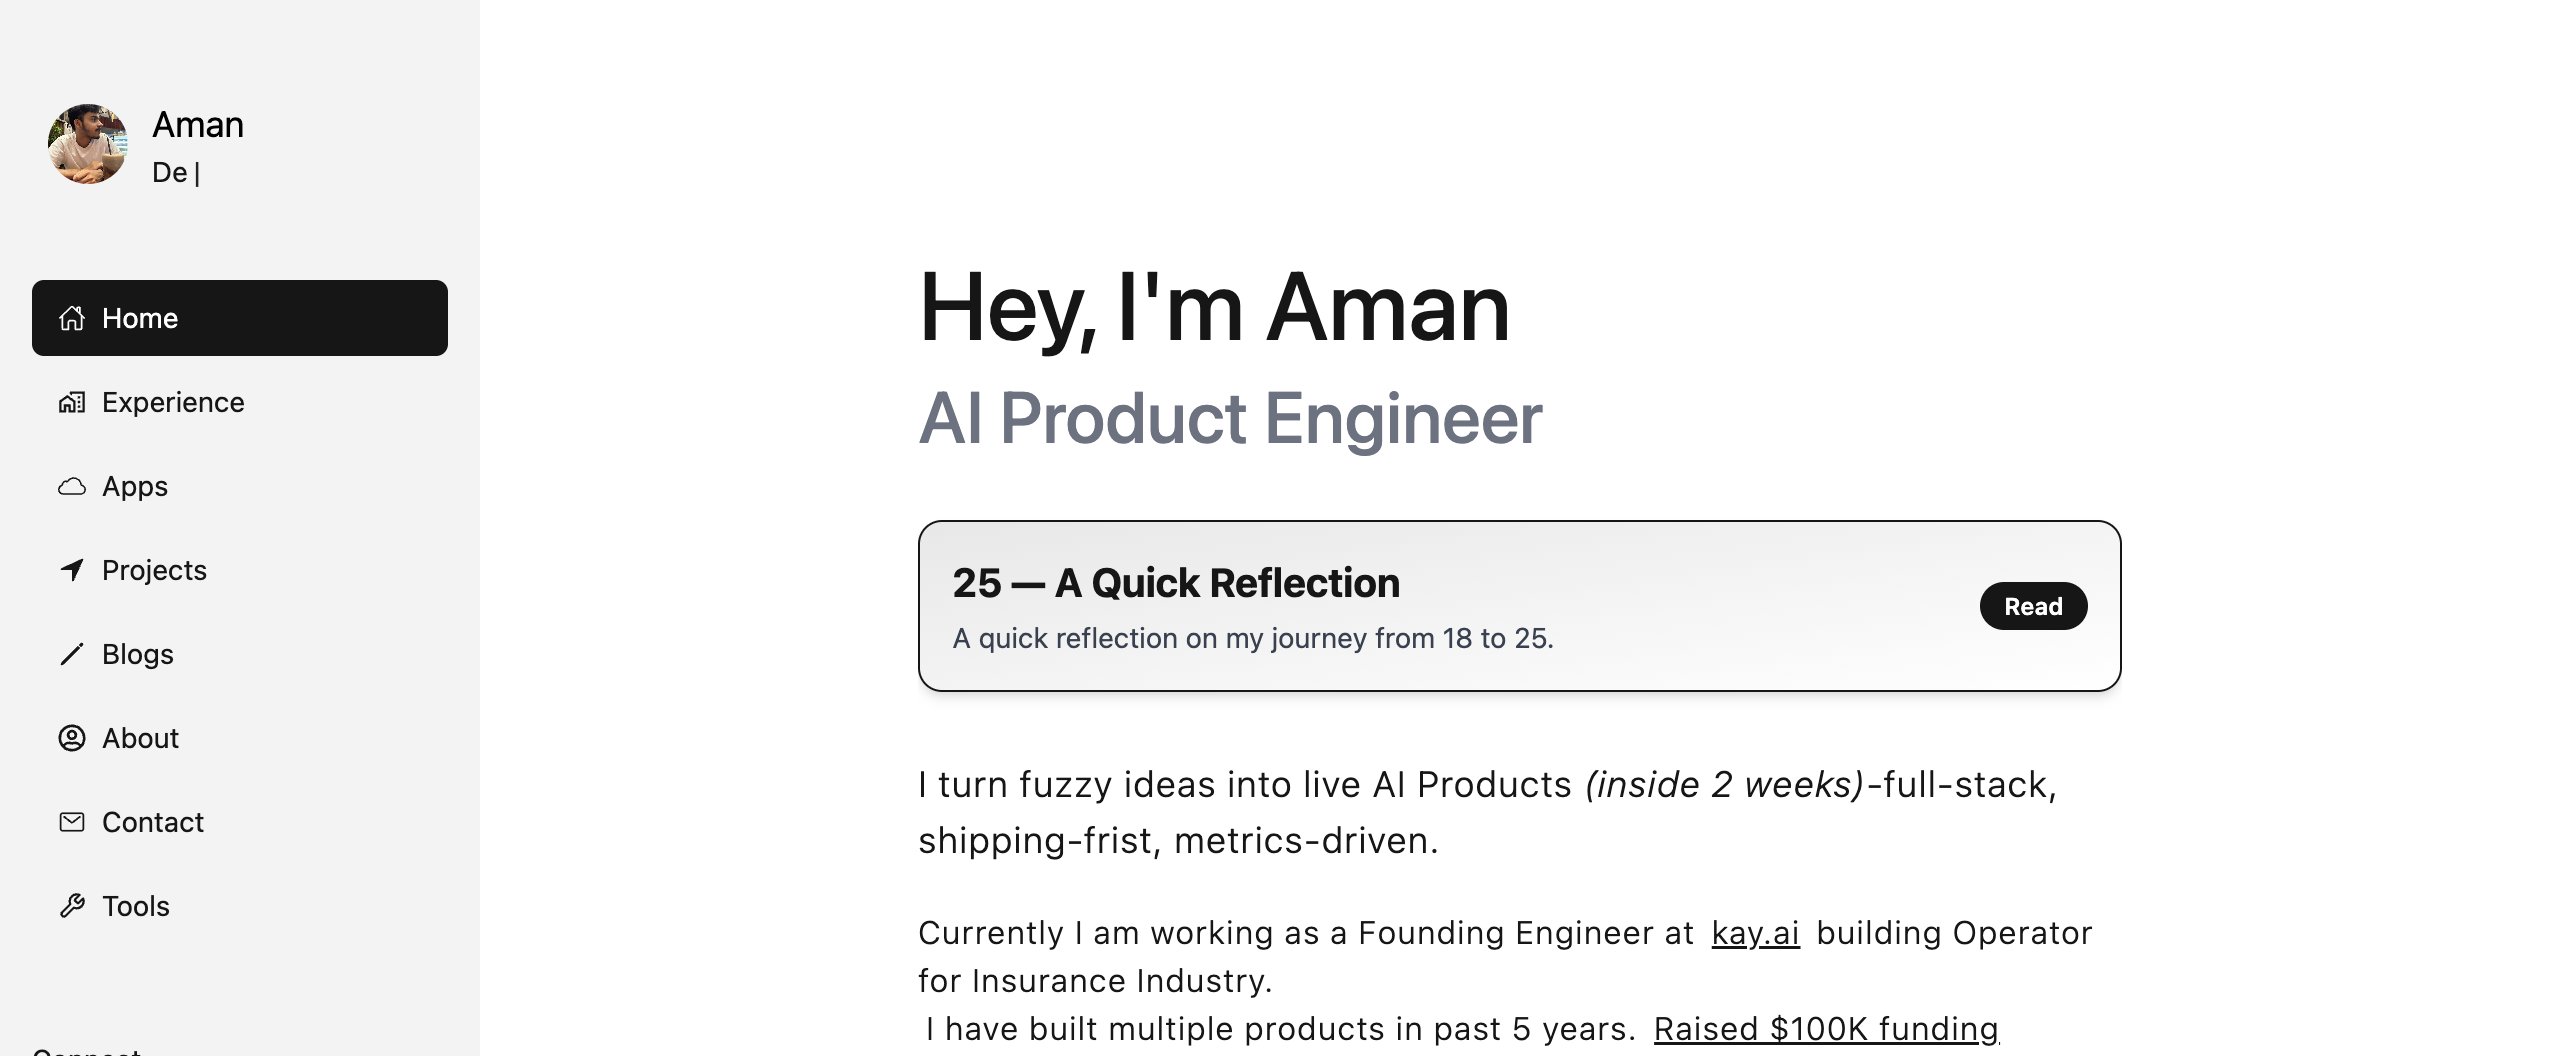 Aman
De|
Home
Experience
Apps
Projects
Blogs
About
Contact
Tools
Connect
Hey, I'm Aman
AI Product Engineer
25 — A Quick Reflection
A quick reflection on my journey from 18 to 25.
Read
I turn fuzzy ideas into live AI Products (inside 2 weeks)-full-stack,
shipping-frist, metrics-driven.
Currently I am working as a Founding Engineer at kay.ai building Operator
for Insurance Industry.
I have built multiple products in past 5 years. Raised $100K funding